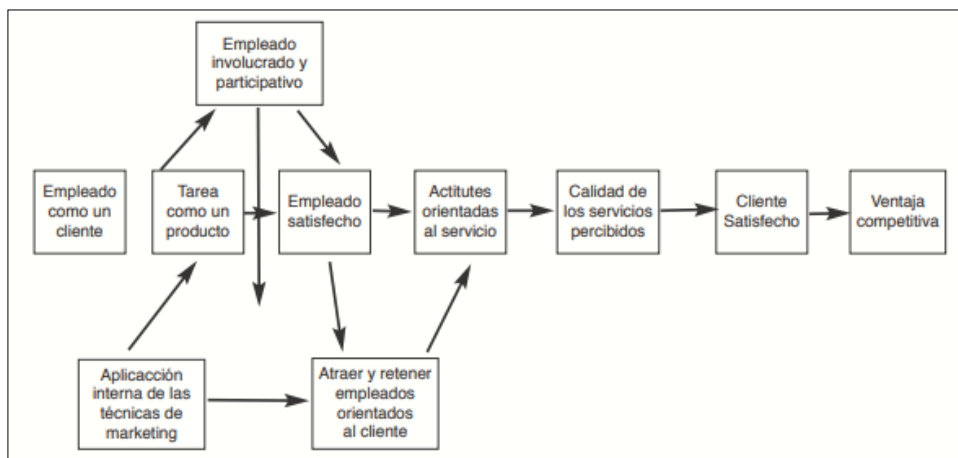 Empleado
involucrado y
participativo
Empleado
como un
cliente
Tarea
como un
producto
Empleado
satisfecho
Actitutes
orientadas
al servicio
Calidad de
los servicios
percibidos
Cliente
Satisfecho
Ventaja
competitiva
Aplicacción
interna de las
técnicas de
marketing
Atraer y retener
empleados
orientados
al cliente